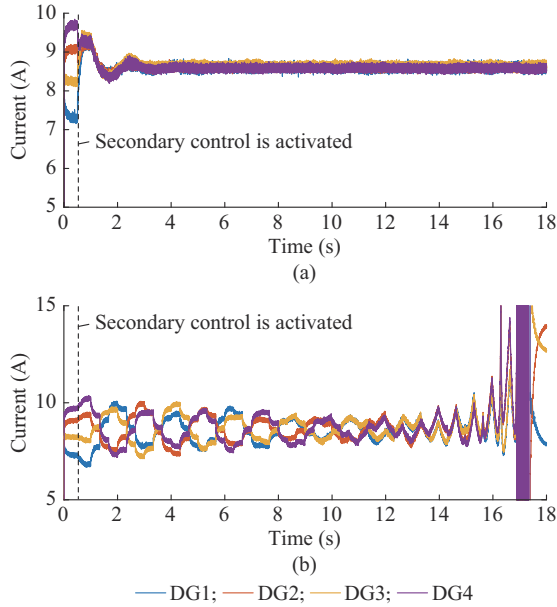 10
9
8
7
6
5
Current (A)
Secondary control is activated
0 2 4 6 8 10 12 14 16 18
Time (s)
(a)
15
10
5
Current (A)
Secondary control is activated
0 2 4 6 8 10 12 14 16 18
Time (s)
(b)
DG1; DG2; DG3; DG4